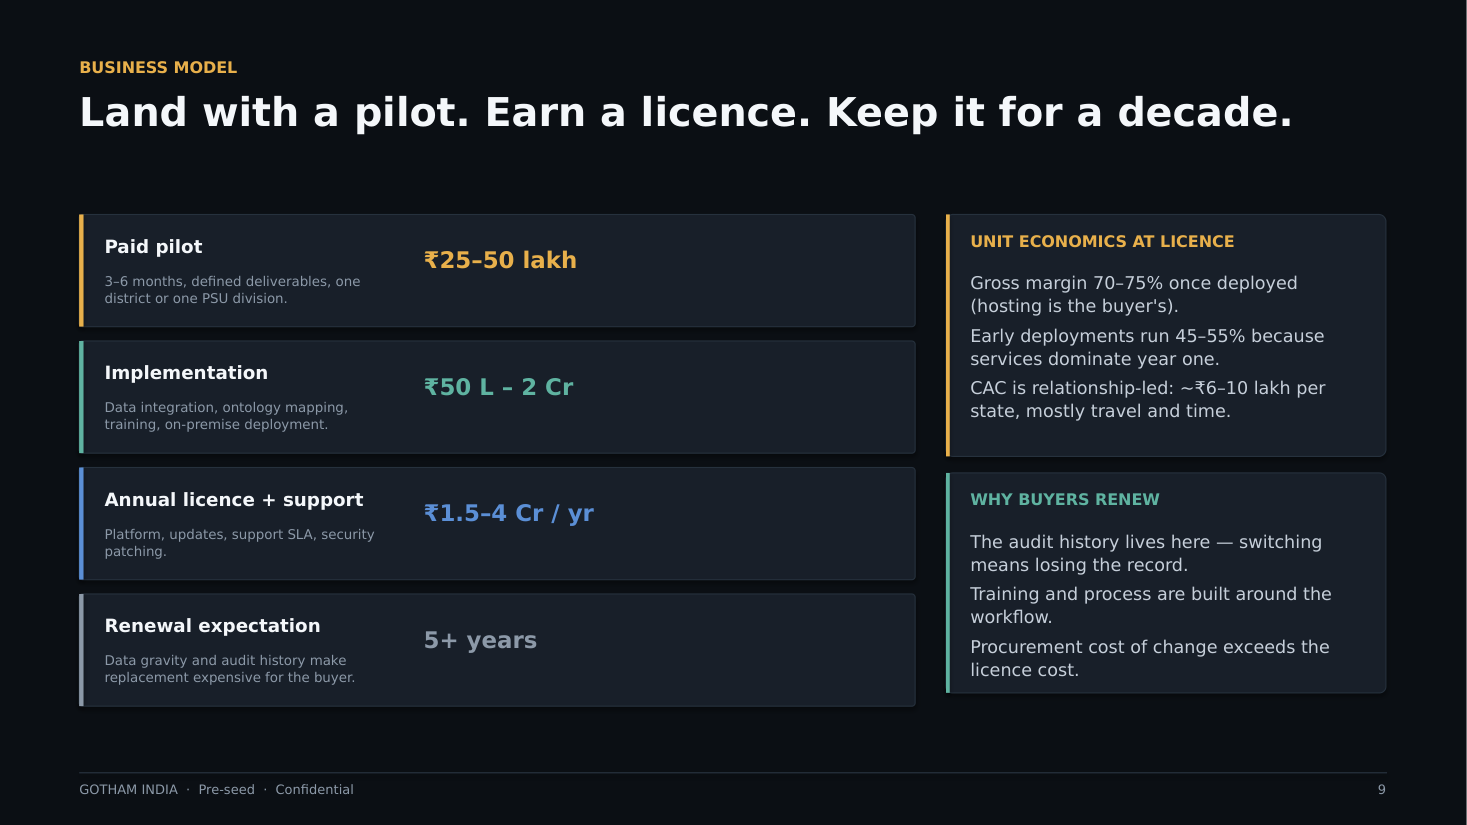 BUSINESS MODEL
Land with a pilot. Earn a licence. Keep it for a decade.
Paid pilot
₹25–50 lakh
3–6 months, defined deliverables, one
district or one PSU division.
Implementation
₹50 L – 2 Cr
Data integration, ontology mapping,
training, on-premise deployment.
Annual licence + support
₹1.5–4 Cr / yr
Platform, updates, support SLA, security
patching.
Renewal expectation
5+ years
Data gravity and audit history make
replacement expensive for the buyer.
UNIT ECONOMICS AT LICENCE
Gross margin 70–75% once deployed
(hosting is the buyer's).
Early deployments run 45–55% because
services dominate year one.
CAC is relationship-led: ~₹6–10 lakh per
state, mostly travel and time.
WHY BUYERS RENEW
The audit history lives here — switching
means losing the record.
Training and process are built around the
workflow.
Procurement cost of change exceeds the
licence cost.
GOTHAM INDIA · Pre-seed · Confidential
9